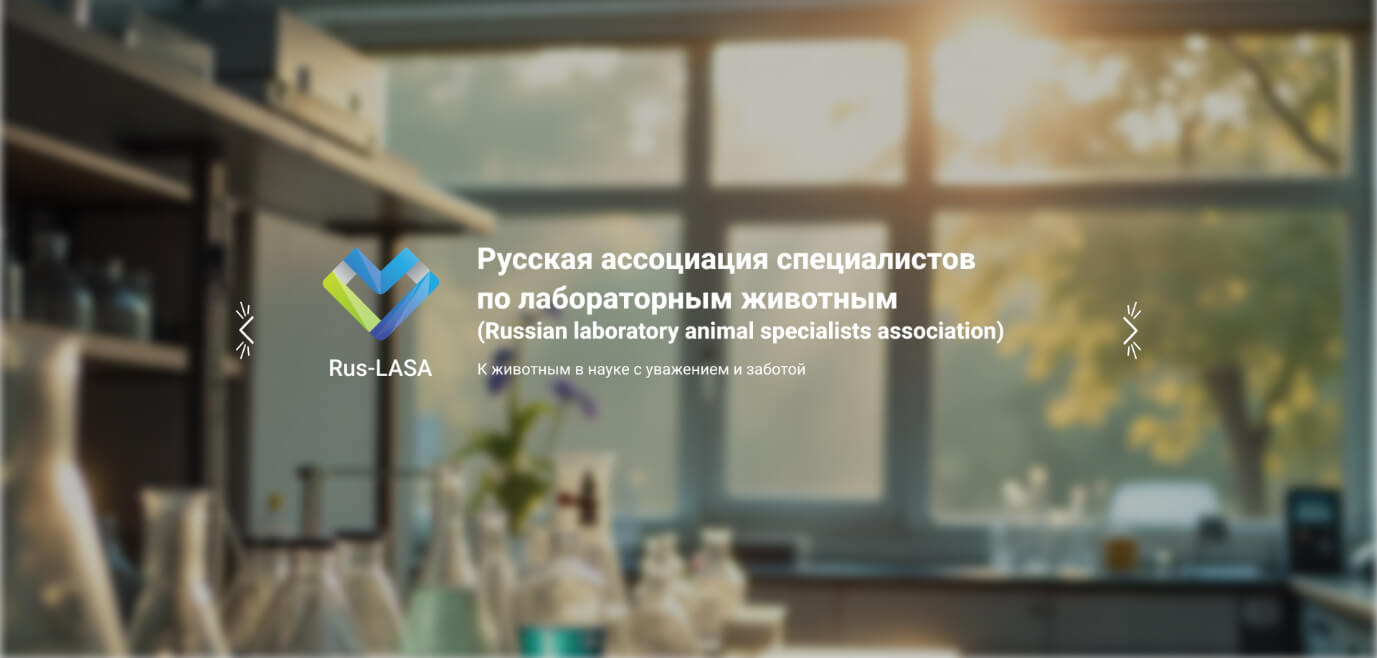 Русская ассоциация специалистов
по лабораторным животным
(Russian laboratory animal specialists association)
Rus-LASA
К животным в науке с уважением и заботой